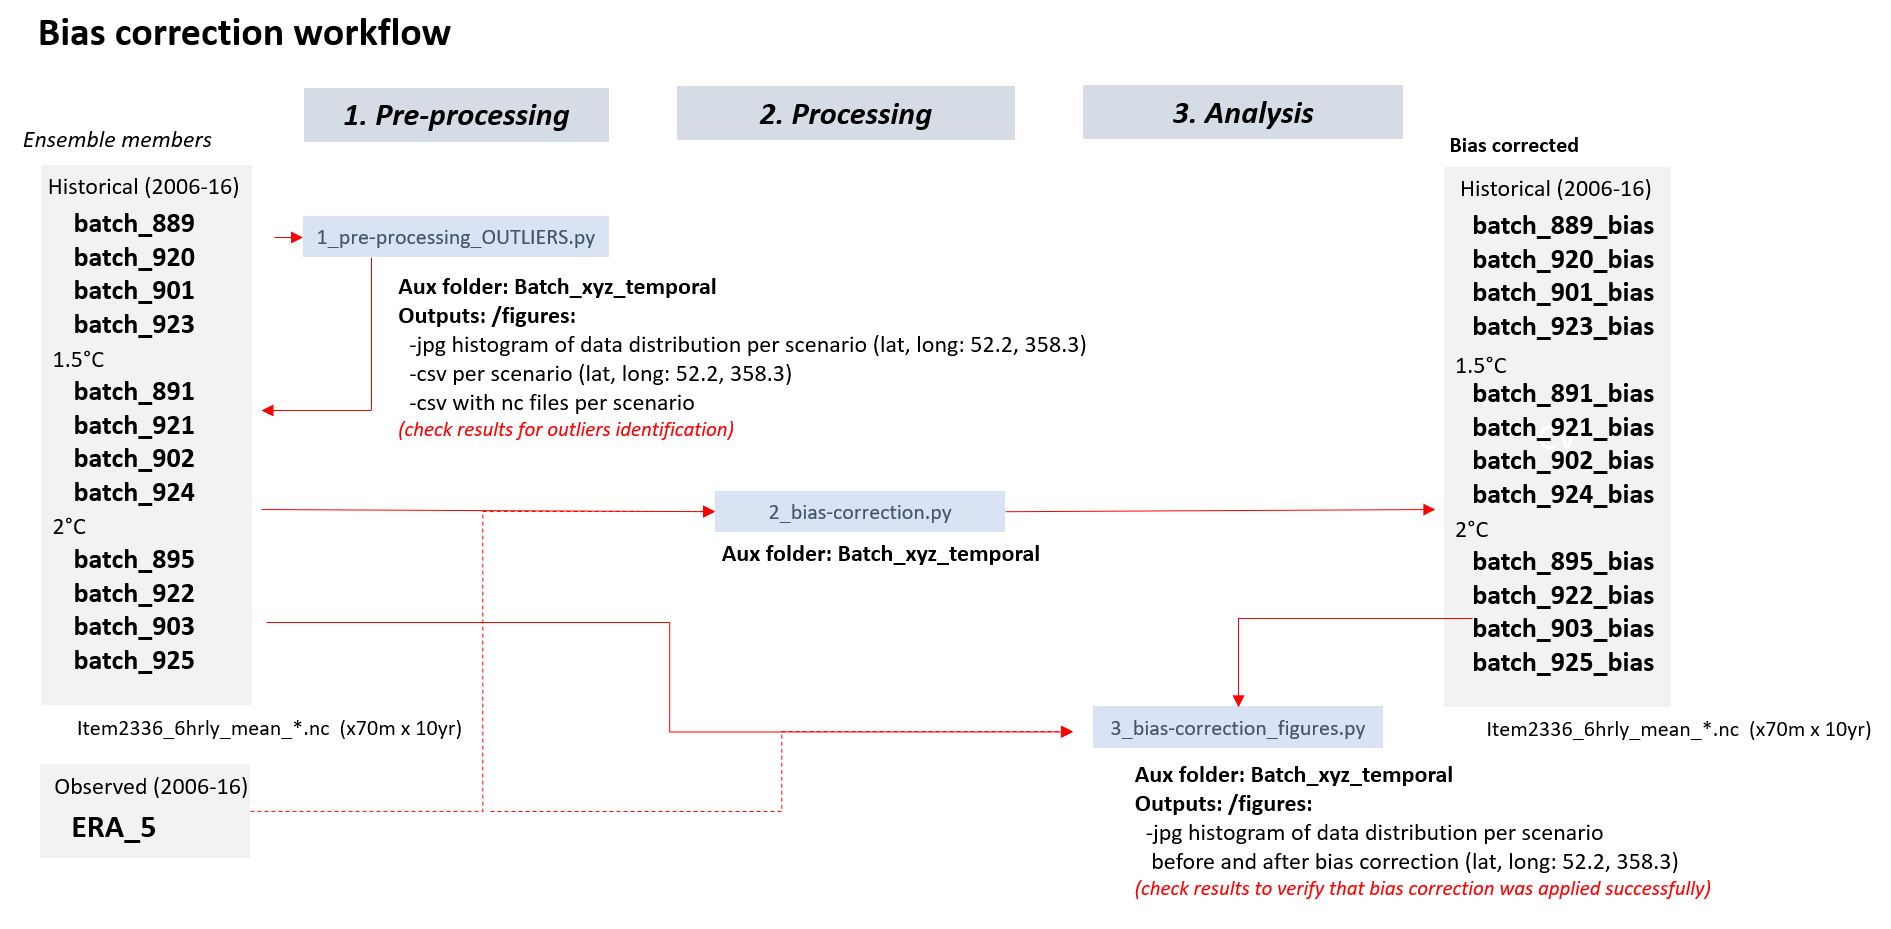 Bias correction workflow
1. Pre-processing
2. Processing
3. Analysis
Ensemble members
Historical (2006-16)
batch_889
batch_920
batch_901
batch_923
1.5°C
batch_891
batch_921
batch_902
batch_924
2°C
batch_895
batch_922
batch_903
batch_925
Item2336_6hrly_mean_*.nc (x70m x 10yr)
Observed (2006-16)
ERA_5
1_pre-processing_OUTLIERS.py
Aux folder: Batch_xyz_temporal
Outputs: /figures:
-jpg histogram of data distribution per scenario (lat, long: 52.2, 358.3)
-csv per scenario (lat, long: 52.2, 358.3)
-csv with nc files per scenario
(check results for outliers identification)
2_bias-correction.py
Aux folder: Batch_xyz_temporal
3_bias-correction_figures.py
Aux folder: Batch_xyz_temporal
Outputs: /figures:
-jpg histogram of data distribution per scenario
before and after bias correction (lat, long: 52.2, 358.3)
(check results to verify that bias correction was applied successfully)
Bias corrected
Historical (2006-16)
batch_889_bias
batch_920_bias
batch_901_bias
batch_923_bias
1.5°C
batch_891_bias
batch_921_bias
batch_902_bias
batch_924_bias
2°C
batch_895_bias
batch_922_bias
batch_903_bias
batch_925_bias
Item2336_6hrly_mean_*.nc (x70m x 10yr)